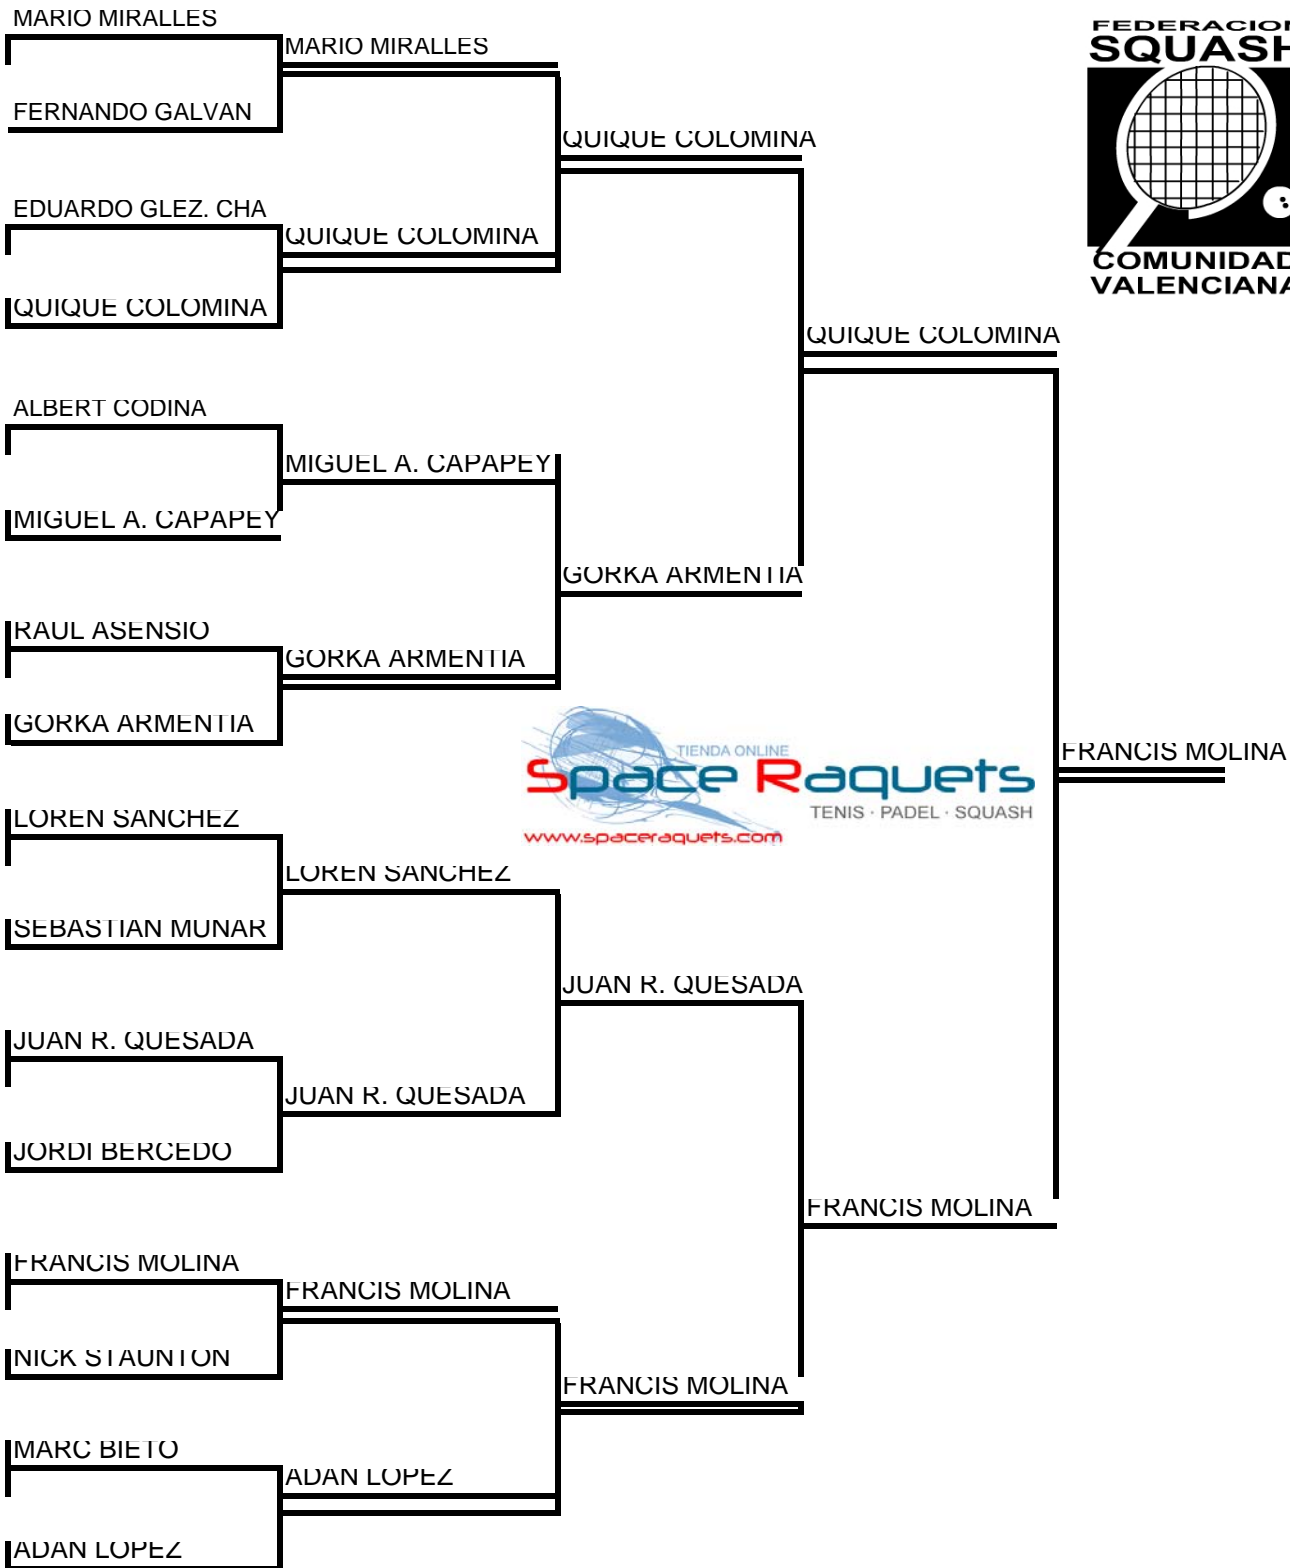 MARIO MIRALLES
MARIO MIRALLES
FERNANDO GALVAN
QUIQUE COLOMINA
EDUARDO GLEZ. CHA
QUIQUE COLOMINA
QUIQUE COLOMINA
QUIQUE COLOMINA
ALBERT CODINA
MIGUEL A. CAPAPEY
MIGUEL A. CAPAPEY
GORKA ARMENTIA
RAUL ASENSIO
GORKA ARMENTIA
GORKA ARMENTIA
FRANCIS MOLINA
LOREN SANCHEZ
LOREN SANCHEZ
SEBASTIAN MUNAR
JUAN R. QUESADA
JUAN R. QUESADA
JUAN R. QUESADA
JORDI BERCEDO
FRANCIS MOLINA
FRANCIS MOLINA
FRANCIS MOLINA
NICK STAUNTON
FRANCIS MOLINA
MARC BIETO
ADAN LOPEZ
ADAN LOPEZ
FEDERACION
SQUASH
COMUNIDAD
VALENCIANA
TIENDA ONLINE
Space Raquets
TENIS · PADEL · SQUASH
www.spaceraquets.com